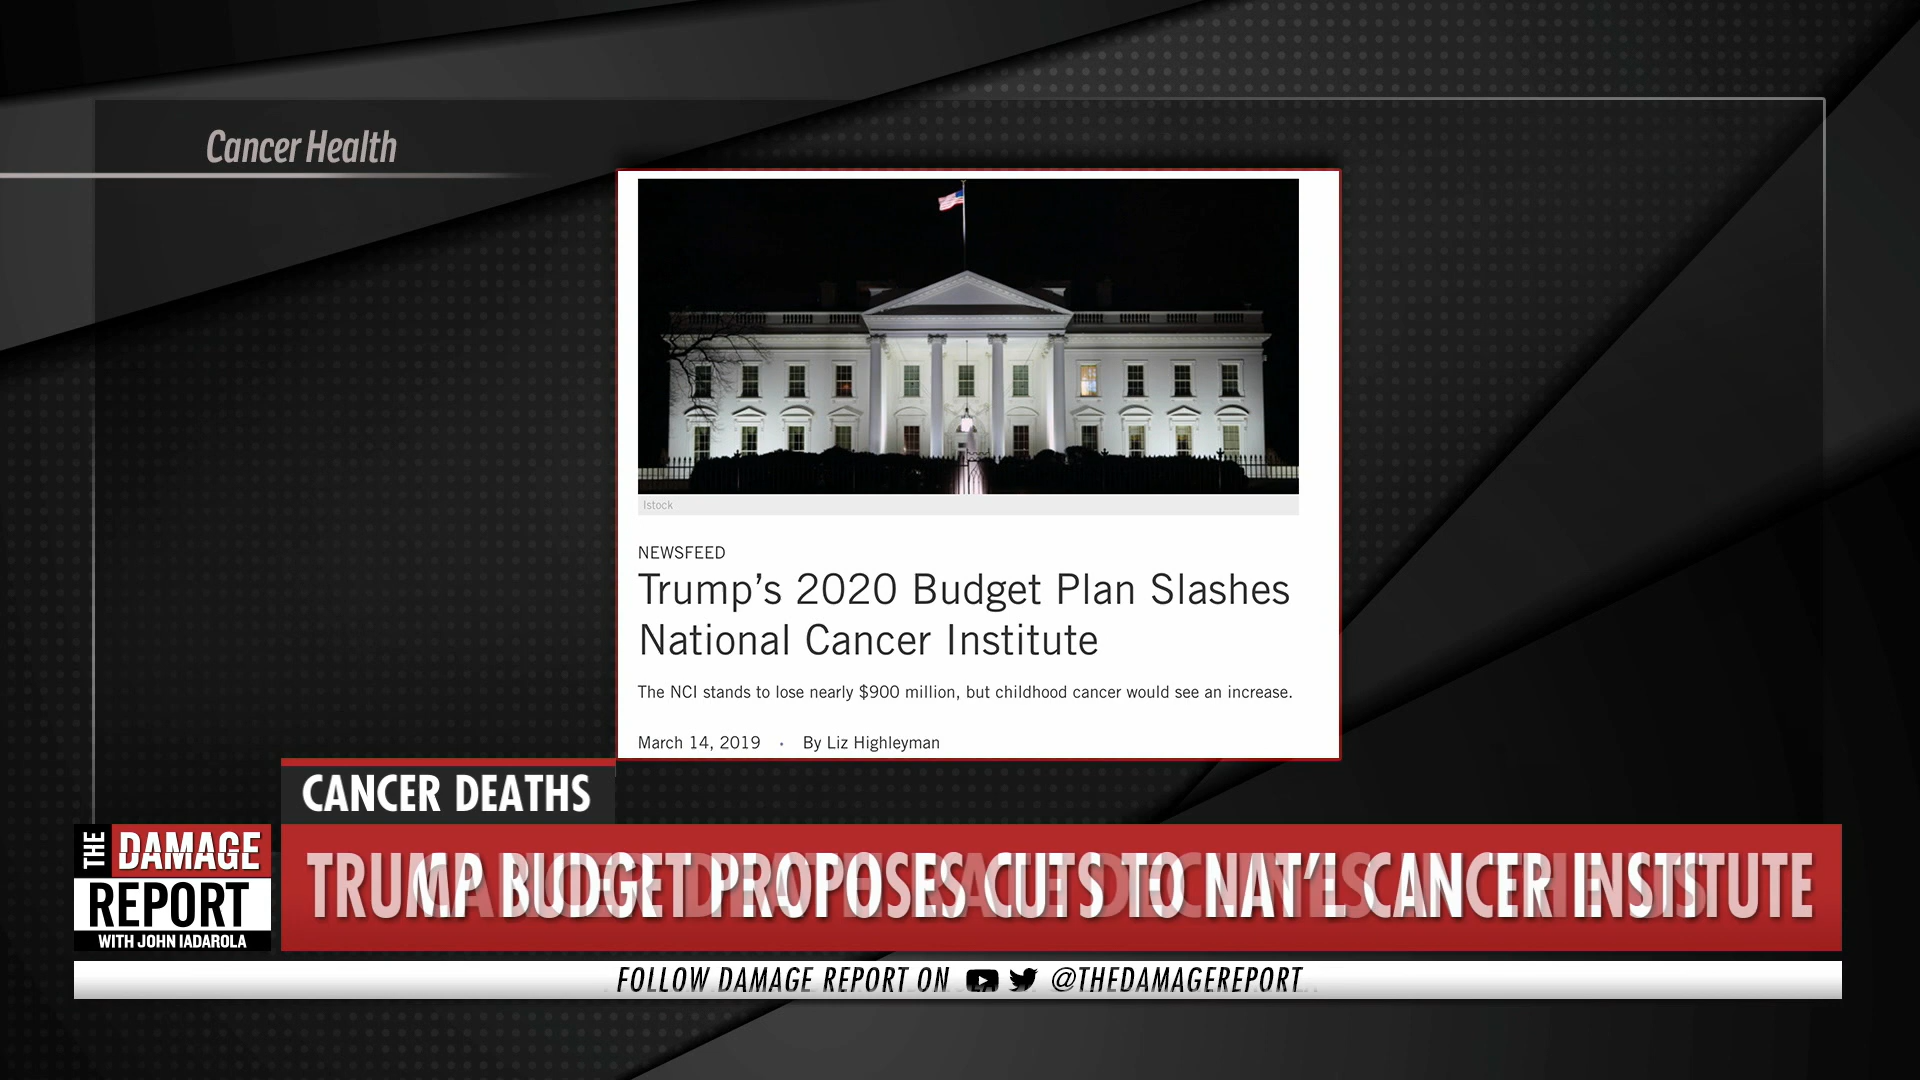 Cancer Health
Istock
NEWSFEED
Trump's 2020 Budget Plan Slashes
National Cancer Institute
The NCI stands to lose nearly $900 million, but childhood cancer would see an increase.
March 14, 2019 · By Liz Highleyman
CANCER DEATHS
THE DAMAGE
REPORT
WITH JOHN IADAROLA
TRUMP BUDGET PROPOSES CUTS TO NAT'L CANCER INSTITUTE
FOLLOW DAMAGE REPORT ON @THEDAMAGEREPORT